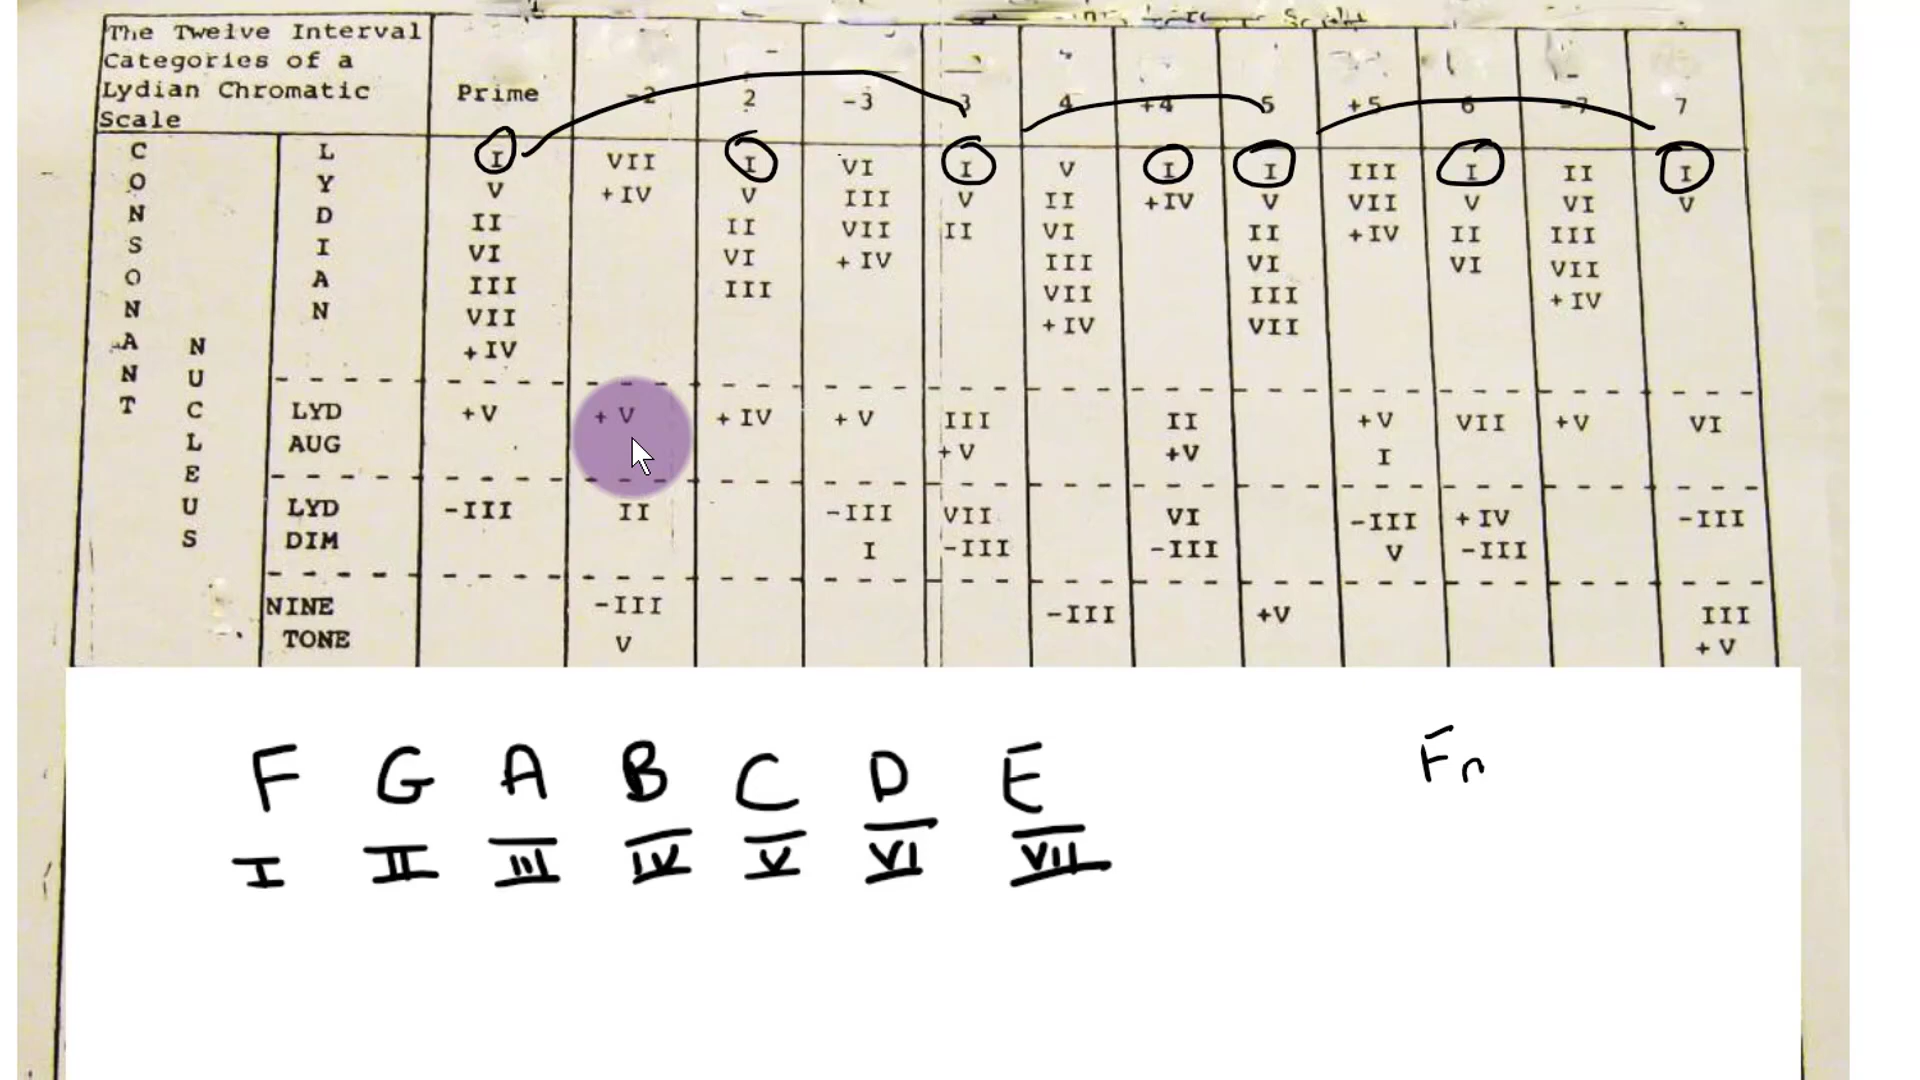 The Twelve Interval
Categories of a
Lydian Chromatic
Scale
Prime -2 2 -3 3 4 +4 5 +5 6 -7 7
CONSONANT
NUCLEUS
LYDIAN
I VII I VI I V I I III I II I
V +IV V III V II +IV V VII V VI V
II II VII II VI II +IV II III
VI VI +IV III VI VI VII
III III VII III +IV
VII +IV VII
+IV
LYD +V +V +IV +V III II +V VII +V VI
AUG +V +V I
LYD -III II -III VII VI -III +IV -III
DIM I -III -III V -III
NINE -III -III +V III
TONE V +V
F G A B C D E
I II III IV V VI VII